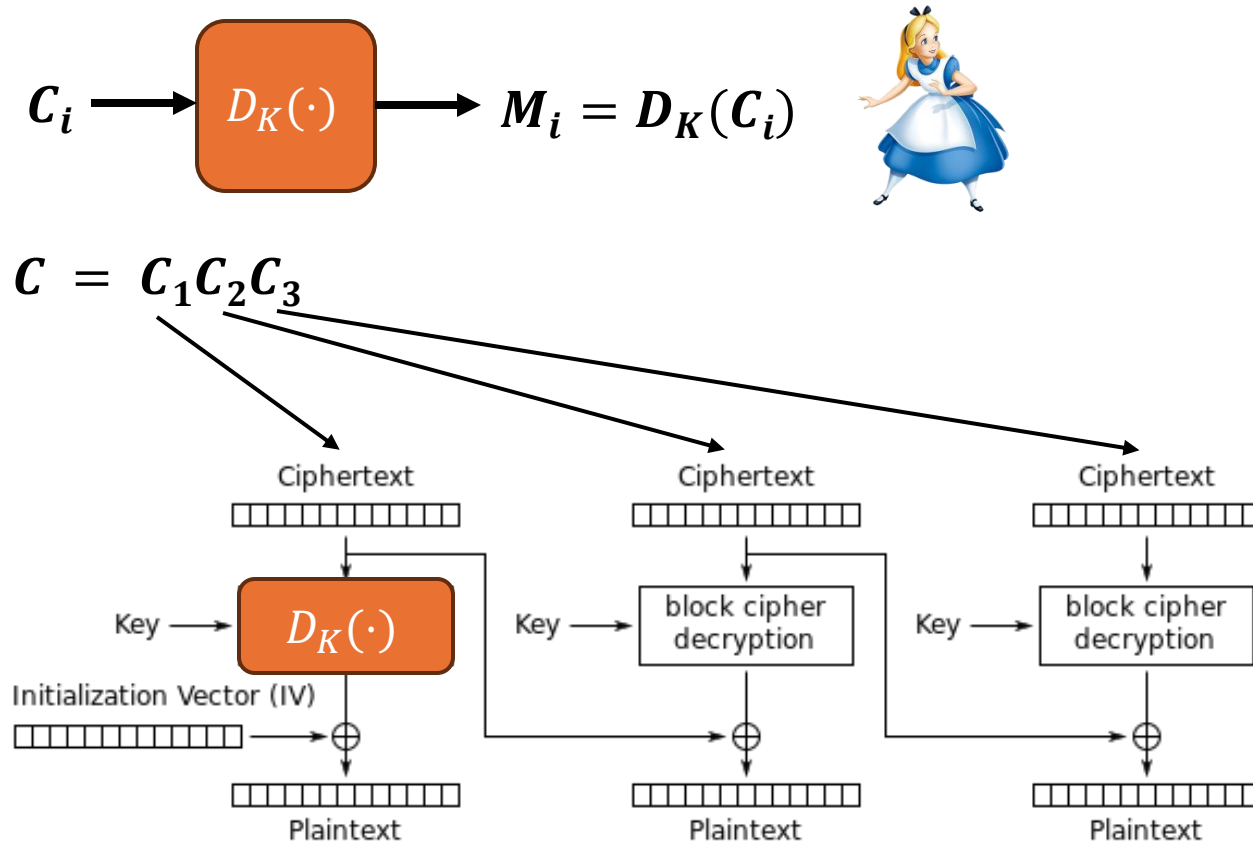 C_i D_K(·) M_i = D_K(C_i)
C = C_1C_2C_3
Ciphertext Ciphertext Ciphertext
Key D_K(·) Key block cipher decryption Key block cipher decryption
Initialization Vector (IV)
Plaintext Plaintext Plaintext